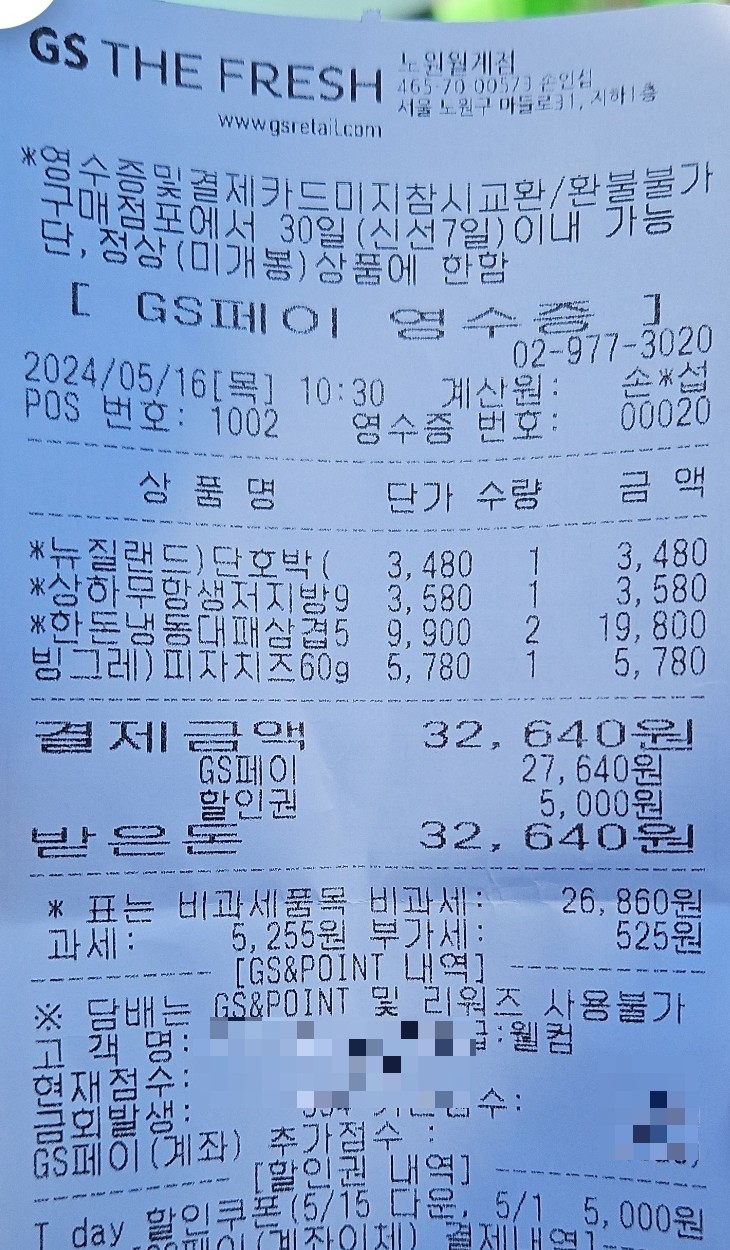 GS THE FRESH 노원월계점
465-70-00573 손인섭
서울 노원구 마들로31, 지하1층
www.gsretail.com
*영수증및결제카드미지참시교환/환불불가
구매점포에서 30일(신선7일)이내 가능
단,정상(미개봉)상품에 한함
[ GS페이 영수증 ]
02-977-3020
2024/05/16[목] 10:30 계산원: 손*섭
POS 번호: 1002 영수증 번호: 00020
상 품 명 단가 수량 금 액
*뉴질랜드)단호박( 3,480 1 3,480
*상하무항생저지방9 3,580 1 3,580
*한돈냉동대패삼겹5 9,900 2 19,800
빙그레)피자치즈60g 5,780 1 5,780
결제금액 32,640원
GS페이 27,640원
할인권 5,000원
받은돈 32,640원
* 표는 비과세품목 비과세: 26,860원
과세: 5,255원 부가세: 525원
[GS&POINT 내역]
※ 담배는 GS&POINT 및 리워즈 사용불가
고 객 명: :웰컴
현재점수:
금회발생: 수:
GS페이(계좌) 추가점수 :
[할인권 내역]
T day 할인쿠폰(5/15 다운, 5/1 5,000원
(계좌이체) 결제내역]